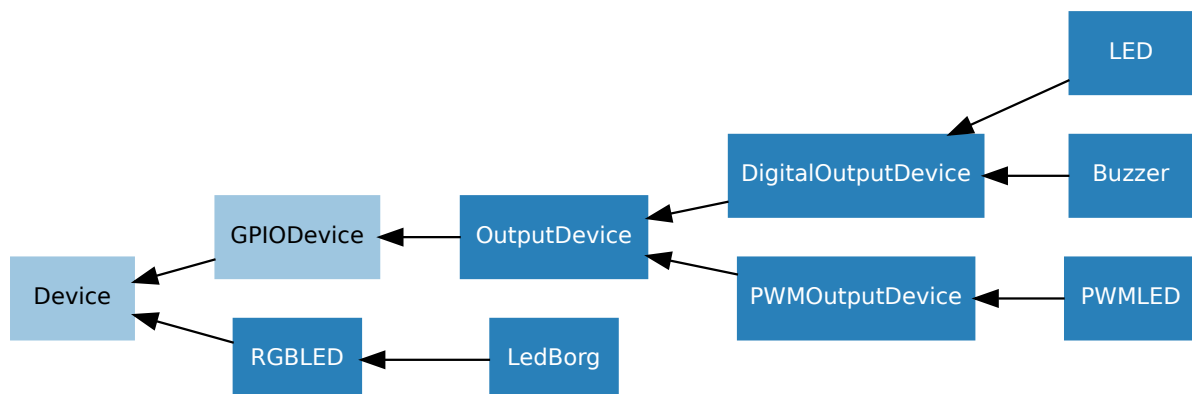 LED
DigitalOutputDevice
Buzzer
GPIODevice
OutputDevice
Device
PWMOutputDevice
PWMLED
RGBLED
LedBorg